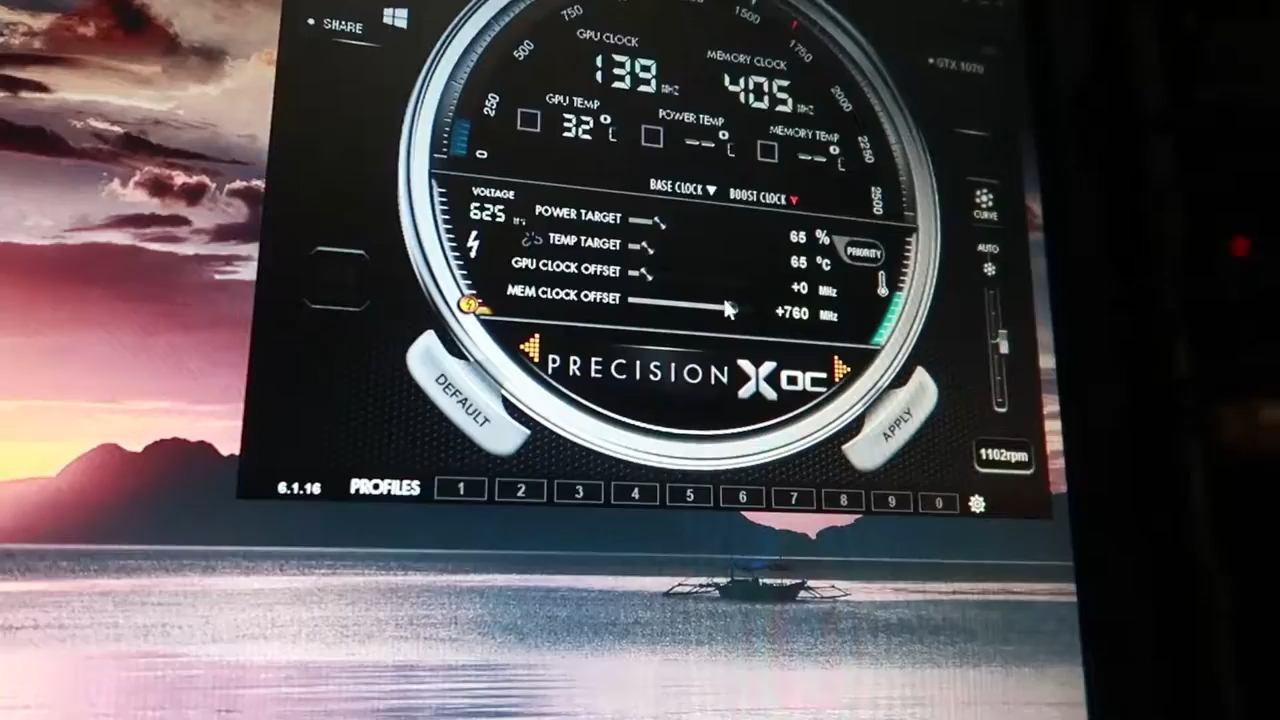 SHARE
750
1500
1750
500
250
0
2000
2250
2500
GPU CLOCK
139 MHZ
MEMORY CLOCK
405 MHZ
GTX 1070
GPU TEMP
32°C
POWER TEMP
--°C
MEMORY TEMP
--°C
BASE CLOCK BOOST CLOCK
VOLTAGE
625
POWER TARGET 65 %
TEMP TARGET 65 °C
PRIORITY
GPU CLOCK OFFSET +0 MHz
MEM CLOCK OFFSET +760 MHz
CURVE
AUTO
PRECISION XOC
DEFAULT
APPLY
1102rpm
6.1.16 PROFILES 1 2 3 4 5 6 7 8 9 0